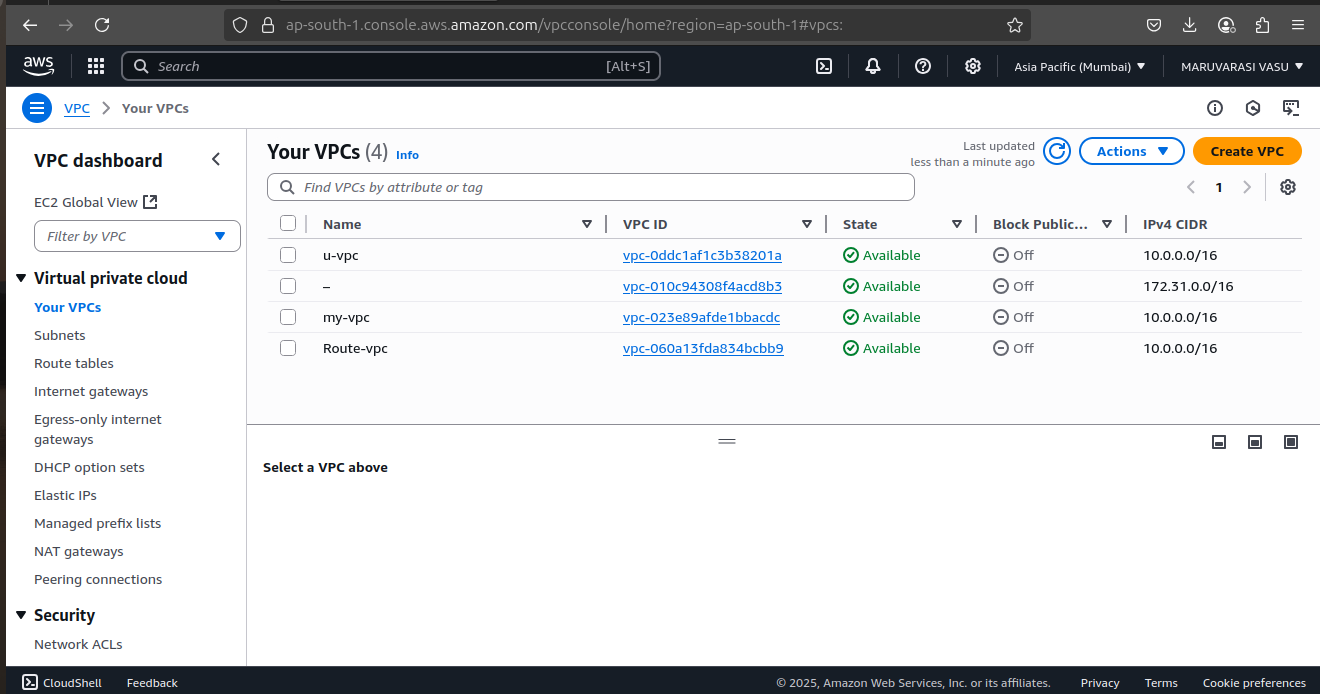 ap-south-1.console.aws.amazon.com/vpcconsole/home?region=ap-south-1#vpcs:
aws Search [Alt+S] Asia Pacific (Mumbai) MARUVARASI VASU
VPC Your VPCs
VPC dashboard
EC2 Global View
Filter by VPC
Virtual private cloud
Your VPCs
Subnets
Route tables
Internet gateways
Egress-only internet
gateways
DHCP option sets
Elastic IPs
Managed prefix lists
NAT gateways
Peering connections
Security
Network ACLs
Your VPCs (4) Info
Last updated
less than a minute ago
Actions
Create VPC
Find VPCs by attribute or tag
1
Name VPC ID State Block Public... IPv4 CIDR
u-vpc vpc-0ddc1af1c3b38201a Available Off 10.0.0.0/16
– vpc-010c94308f4acd8b3 Available Off 172.31.0.0/16
my-vpc vpc-023e89afde1bbacdc Available Off 10.0.0.0/16
Route-vpc vpc-060a13fda834bcbb9 Available Off 10.0.0.0/16
Select a VPC above
CloudShell Feedback © 2025, Amazon Web Services, Inc. or its affiliates. Privacy Terms Cookie preferences